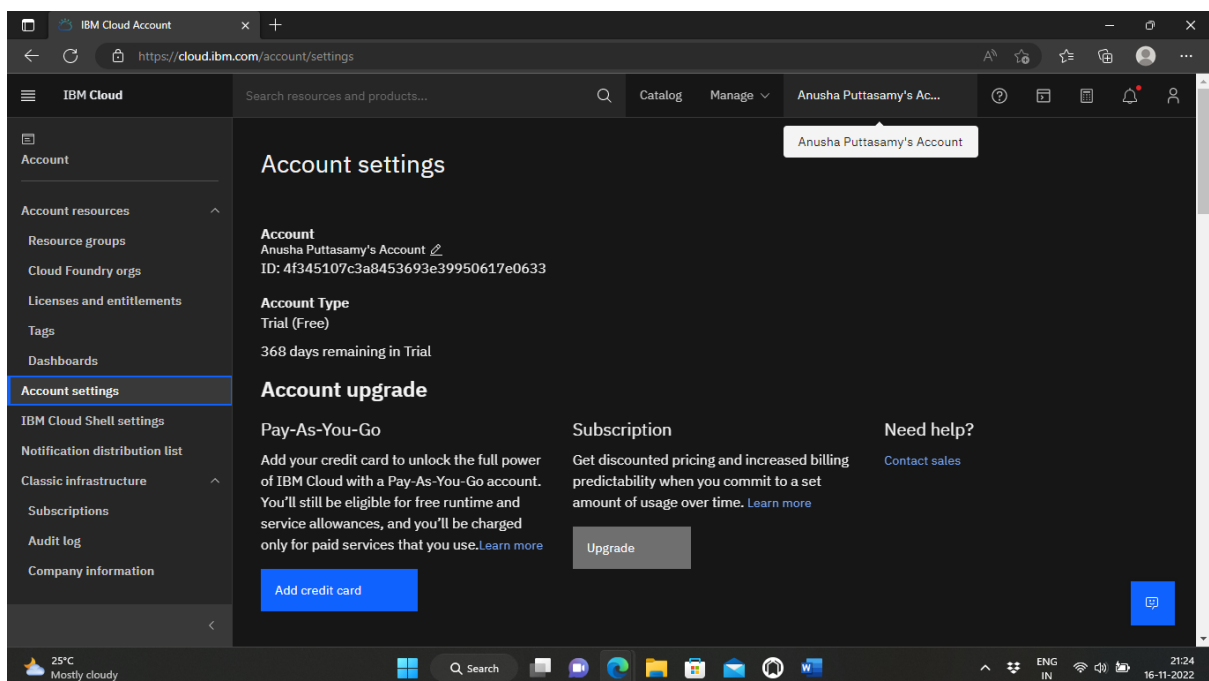 IBM Cloud Account
https://cloud.ibm.com/account/settings
IBM Cloud
Search resources and products...
Catalog
Manage
Anusha Puttasamy's Ac...
Anusha Puttasamy's Account
Account
Account resources
Resource groups
Cloud Foundry orgs
Licenses and entitlements
Tags
Dashboards
Account settings
IBM Cloud Shell settings
Notification distribution list
Classic infrastructure
Subscriptions
Audit log
Company information
Account settings
Account
Anusha Puttasamy's Account
ID: 4f345107c3a8453693e39950617e0633
Account Type
Trial (Free)
368 days remaining in Trial
Account upgrade
Pay-As-You-Go
Add your credit card to unlock the full power
of IBM Cloud with a Pay-As-You-Go account.
You'll still be eligible for free runtime and
service allowances, and you'll be charged
only for paid services that you use.Learn more
Add credit card
Subscription
Get discounted pricing and increased billing
predictability when you commit to a set
amount of usage over time. Learn more
Upgrade
Need help?
Contact sales
25°C
Mostly cloudy
Search
ENG
IN
21:24
16-11-2022